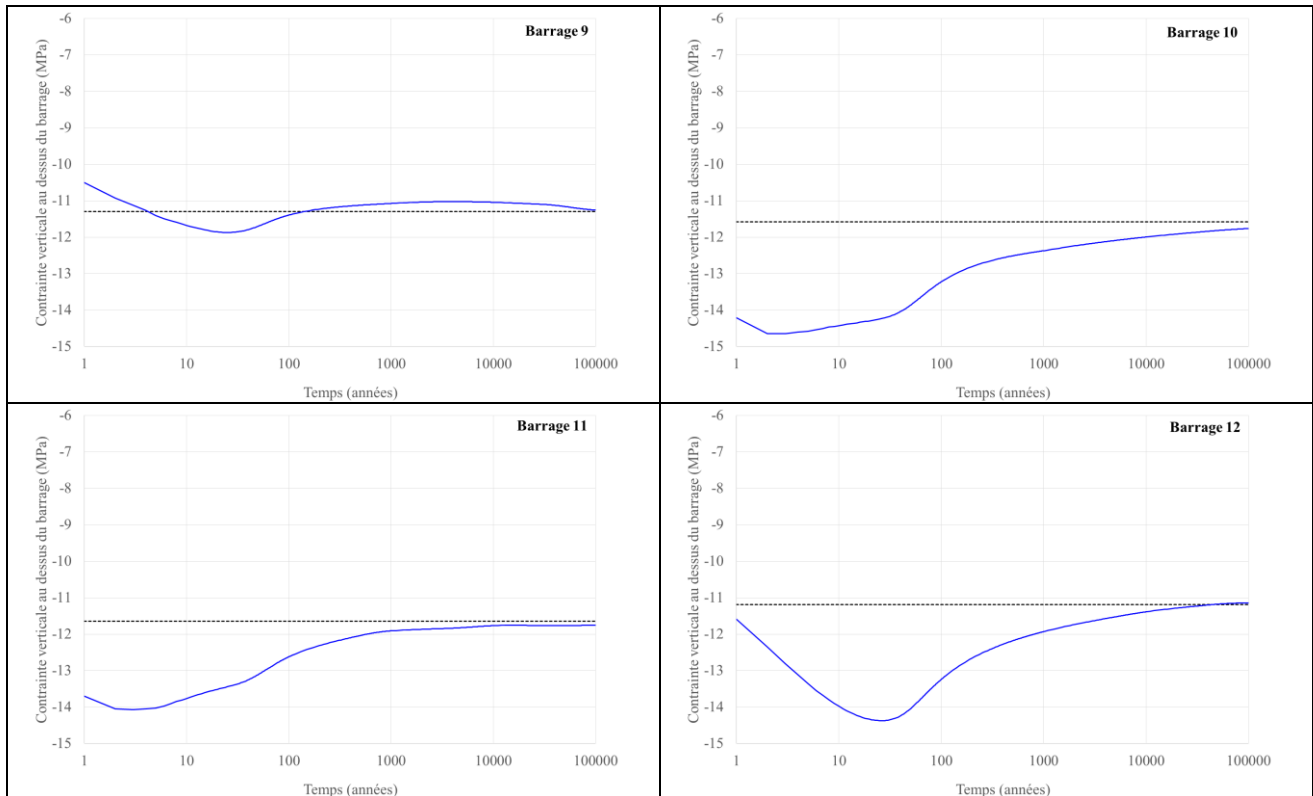 Barrage 9
Contrainte verticale au dessus du barrage (MPa)
-6
-7
-8
-9
-10
-11
-12
-13
-14
-15
1 10 100 1000 10000 100000
Temps (années)
Barrage 10
Contrainte verticale au dessus du barrage (MPa)
-6
-7
-8
-9
-10
-11
-12
-13
-14
-15
1 10 100 1000 10000 100000
Temps (années)
Barrage 11
Contrainte verticale au dessus du barrage (MPa)
-6
-7
-8
-9
-10
-11
-12
-13
-14
-15
1 10 100 1000 10000 100000
Temps (années)
Barrage 12
Contrainte verticale au dessus du barrage (MPa)
-6
-7
-8
-9
-10
-11
-12
-13
-14
-15
1 10 100 1000 10000 100000
Temps (années)